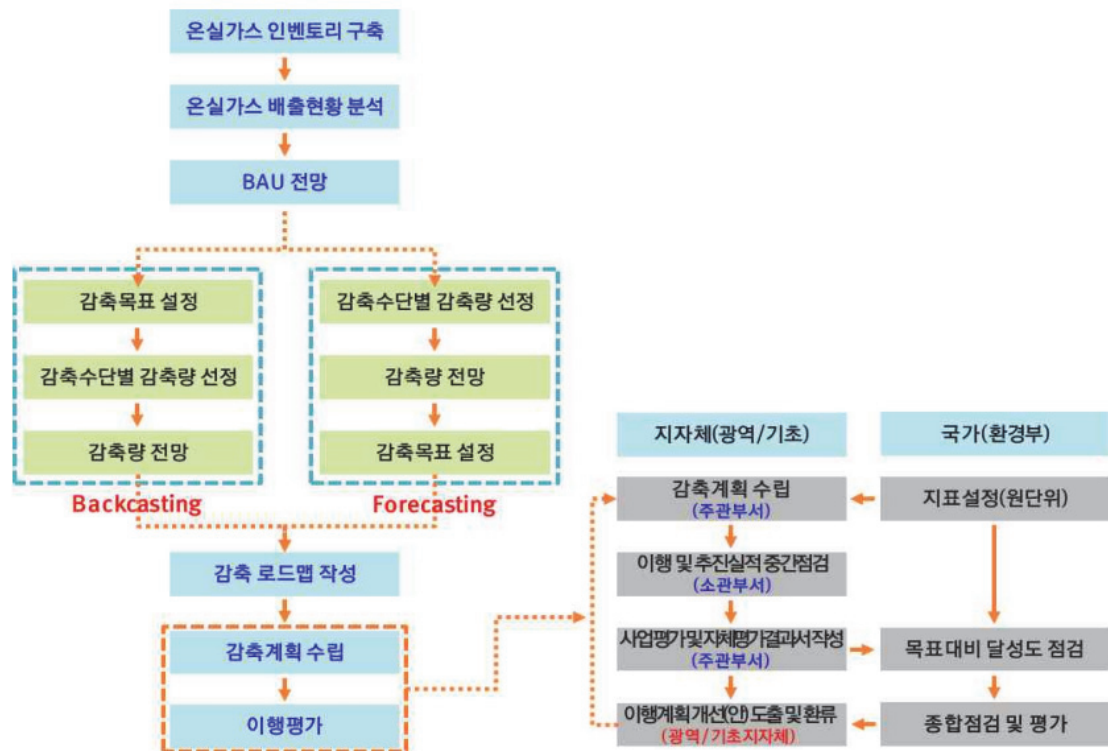 온실가스 인벤토리 구축
온실가스 배출현황 분석
BAU 전망
감축목표 설정
감축수단별 감축량 선정
감축량 전망
Backcasting
감축수단별 감축량 선정
감축량 전망
감축목표 설정
Forecasting
감축 로드맵 작성
감축계획 수립
이행평가
지자체(광역/기초)
국가(환경부)
감축계획 수립
(주관부서)
지표설정(원단위)
이행 및 추진실적 중간점검
(소관부서)
사업평가 및 자체평가결과서 작성
(주관부서)
목표대비 달성도 점검
이행계획 개선(안) 도출 및 환류
(광역/기초지자체)
종합점검 및 평가